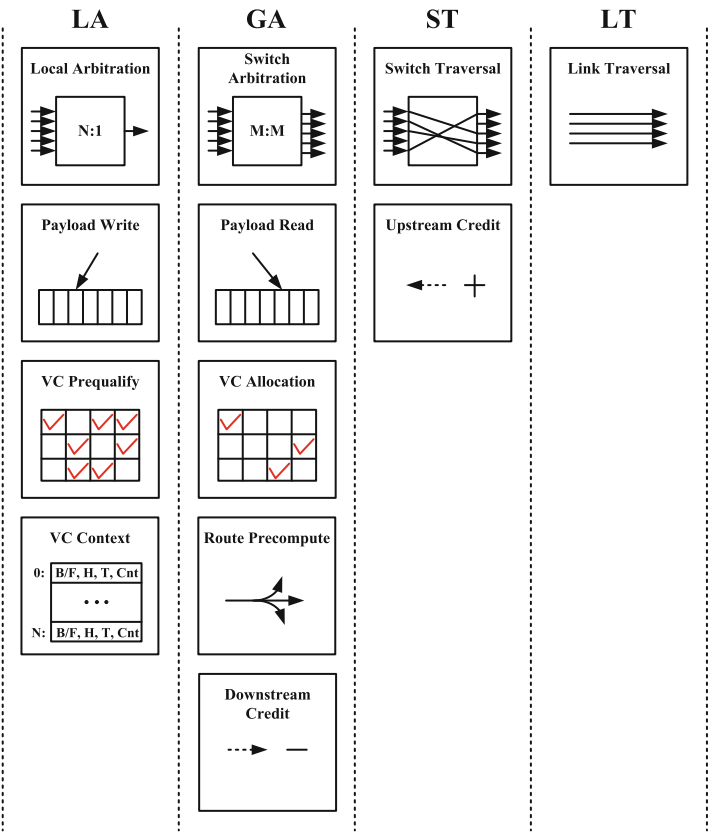 LA
GA
ST
LT
Local Arbitration
N:1
Switch
Arbitration
M:M
Switch Traversal
Link Traversal
Payload Write
Payload Read
Upstream Credit
VC Prequalify
VC Allocation
VC Context
0: B/F, H, T, Cnt
...
N: B/F, H, T, Cnt
Route Precompute
Downstream
Credit